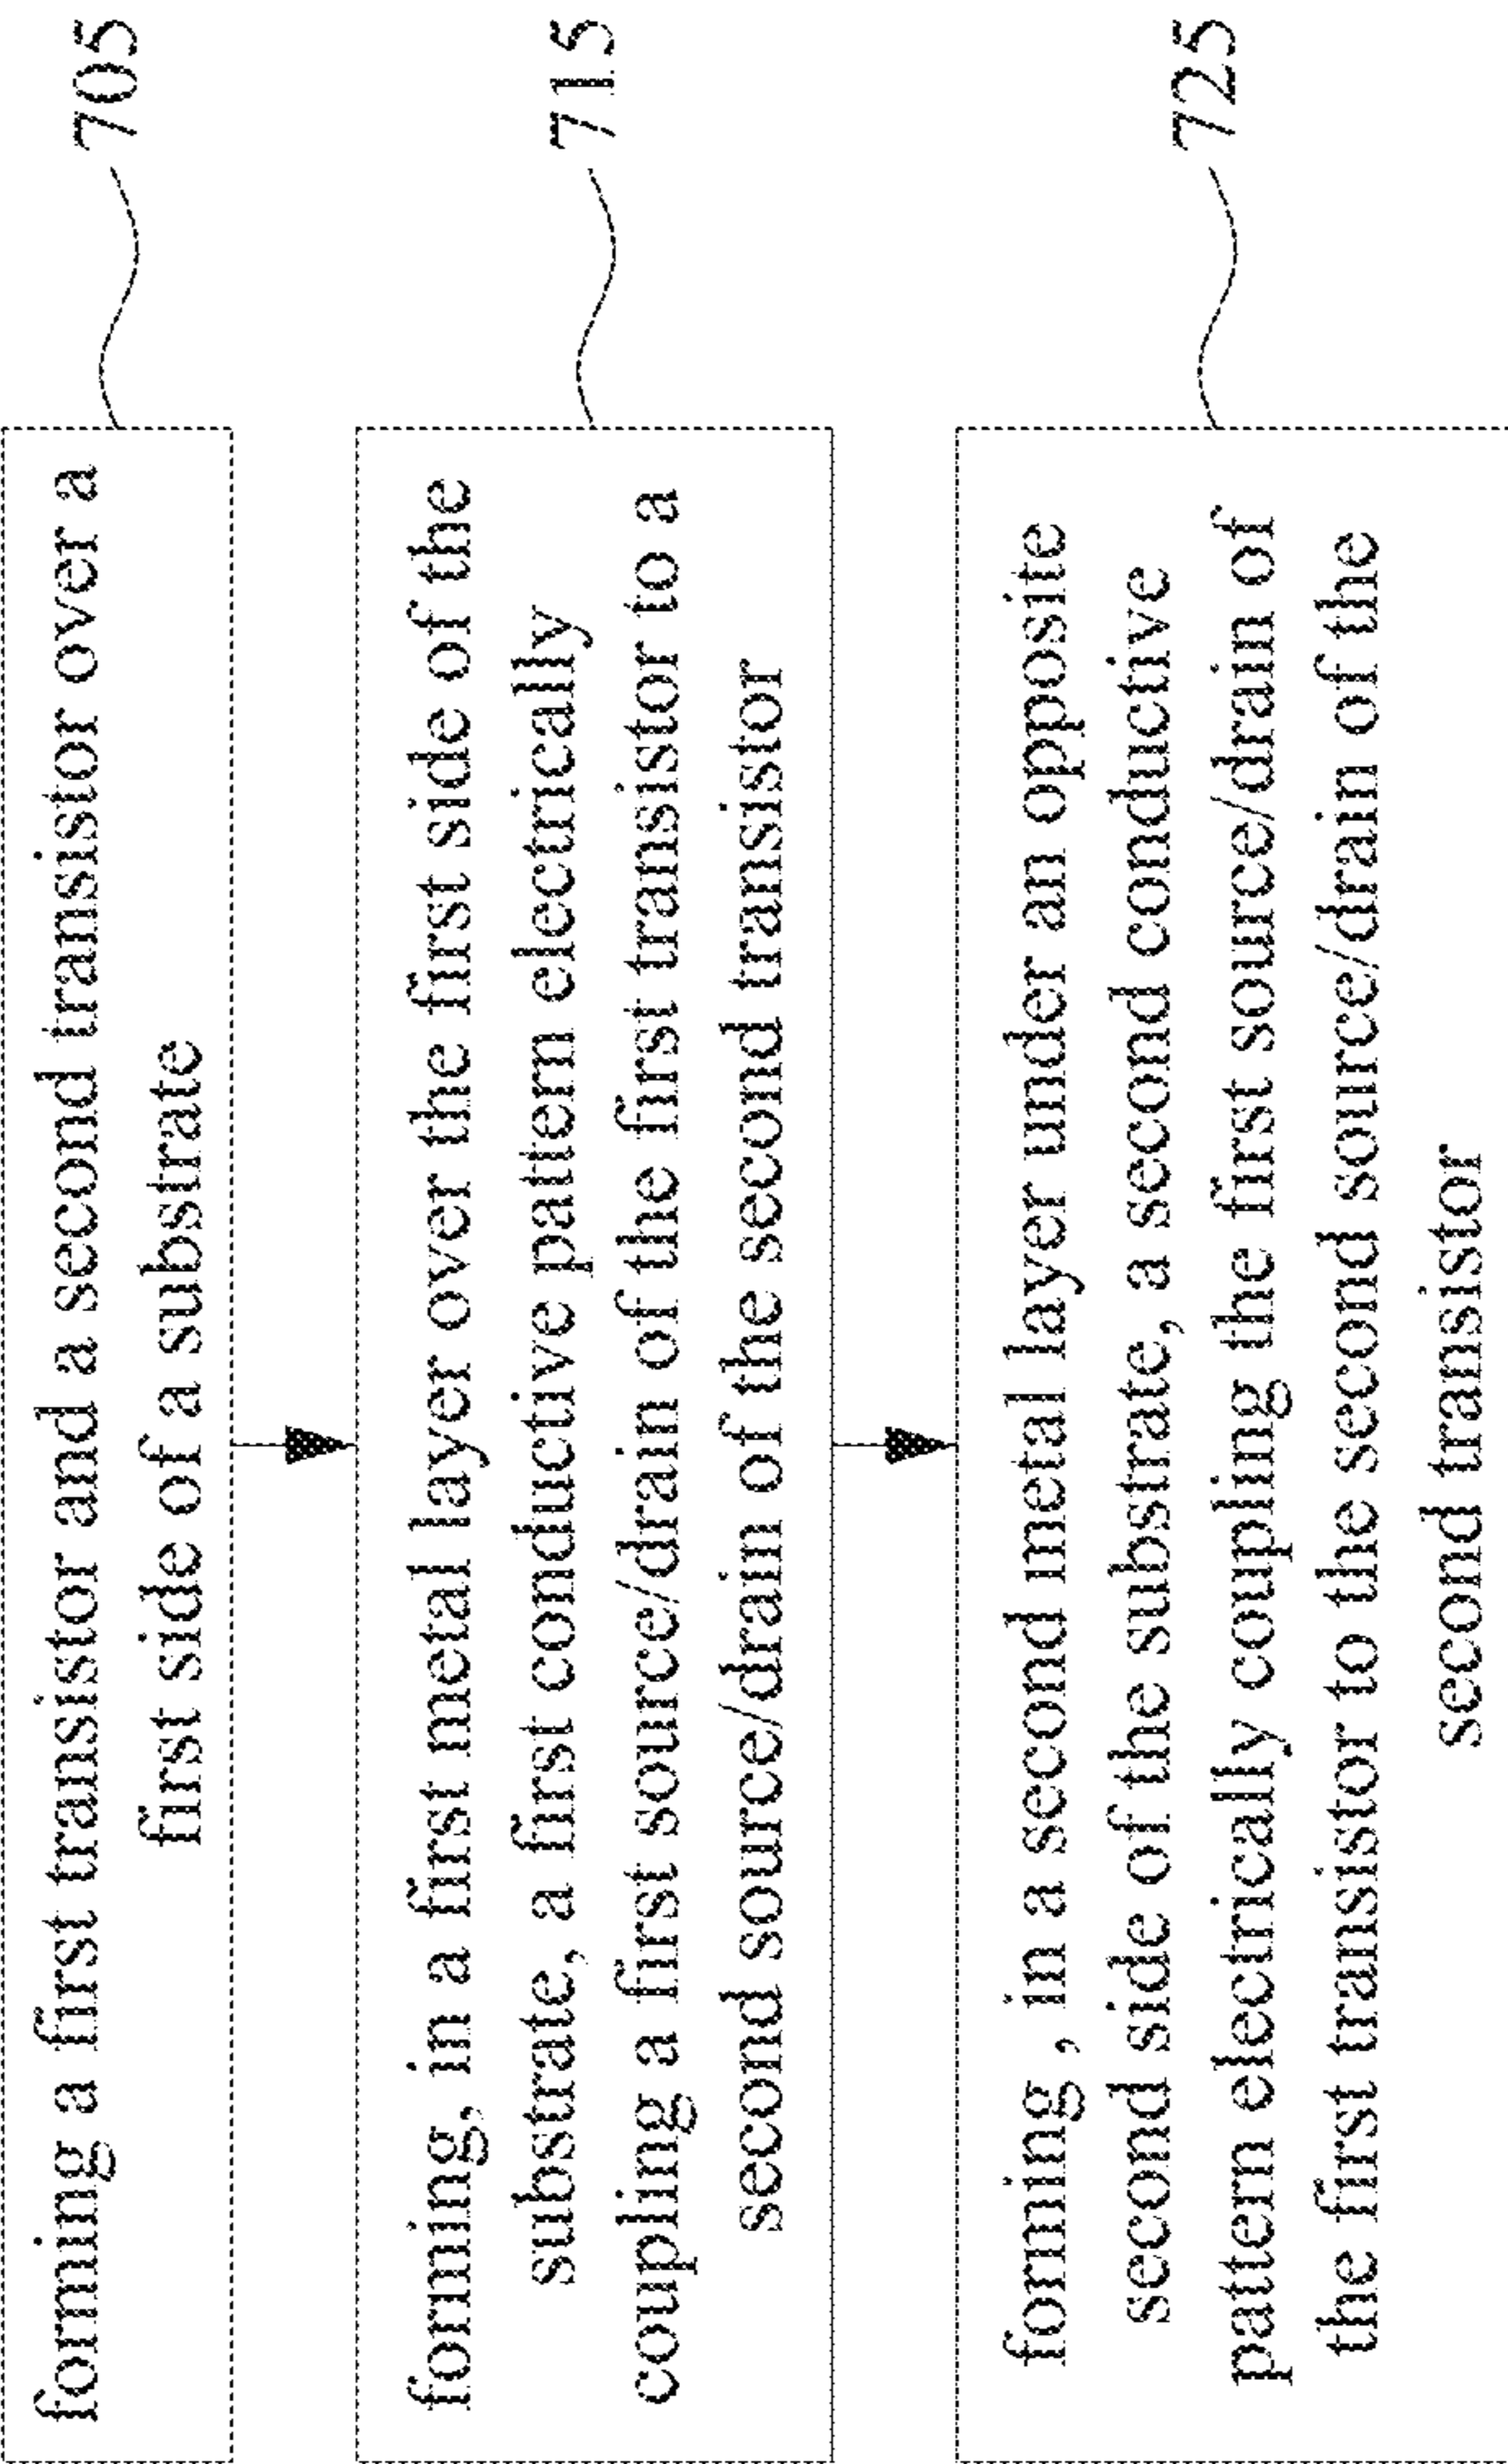 forming a first transistor and a second transistor over a
first side of a substrate
705
forming, in a first metal layer over the first side of the
substrate, a first conductive pattern electrically
coupling a first source/drain of the first transistor to a
second source/drain of the second transistor
715
forming , in a second metal layer under an opposite
second side of the substrate, a second conductive
pattern electrically coupling the first source/drain of
the first transistor to the second source/drain of the
second transistor
725